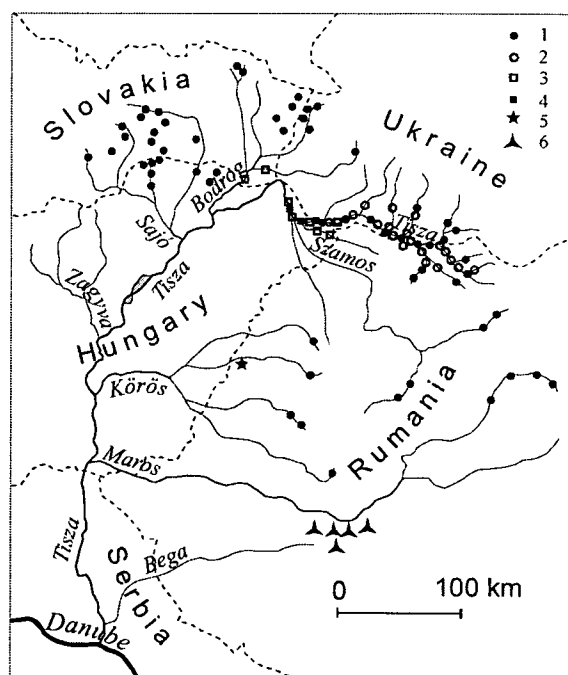 Slovakia
1
2
3
4
5
6
Ukraine
Bodrog
Tisza
Sajó
Szamos
Zagyva
Tisza
Hungary
Körös
Rumania
Maros
Tisza
Serbia
Bega
0 100 km
Danube